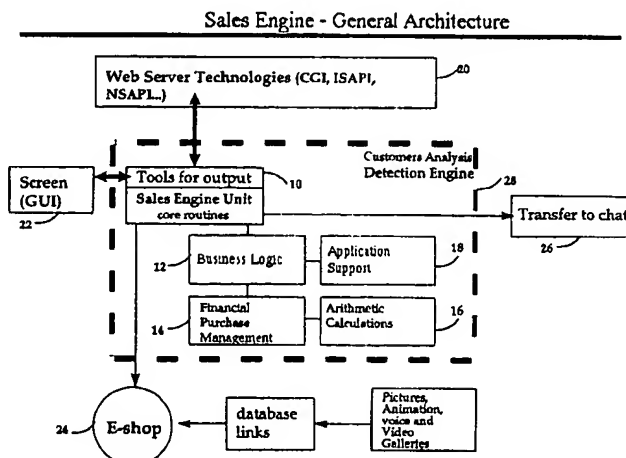 Sales Engine - General Architecture
Web Server Technologies (CGI, ISAPI,
NSAPI...)
20
Customers Analysis
Detection Engine
Screen
(GUI)
22
Tools for output
10
Sales Engine Unit
core routines
28
Transfer to chat
26
12
Business Logic
Application
Support
18
14
Financial
Purchase
Management
Arithmetic
Calculations
16
24
E-shop
database
links
Pictures,
Animation,
voice and
Video
Galleries